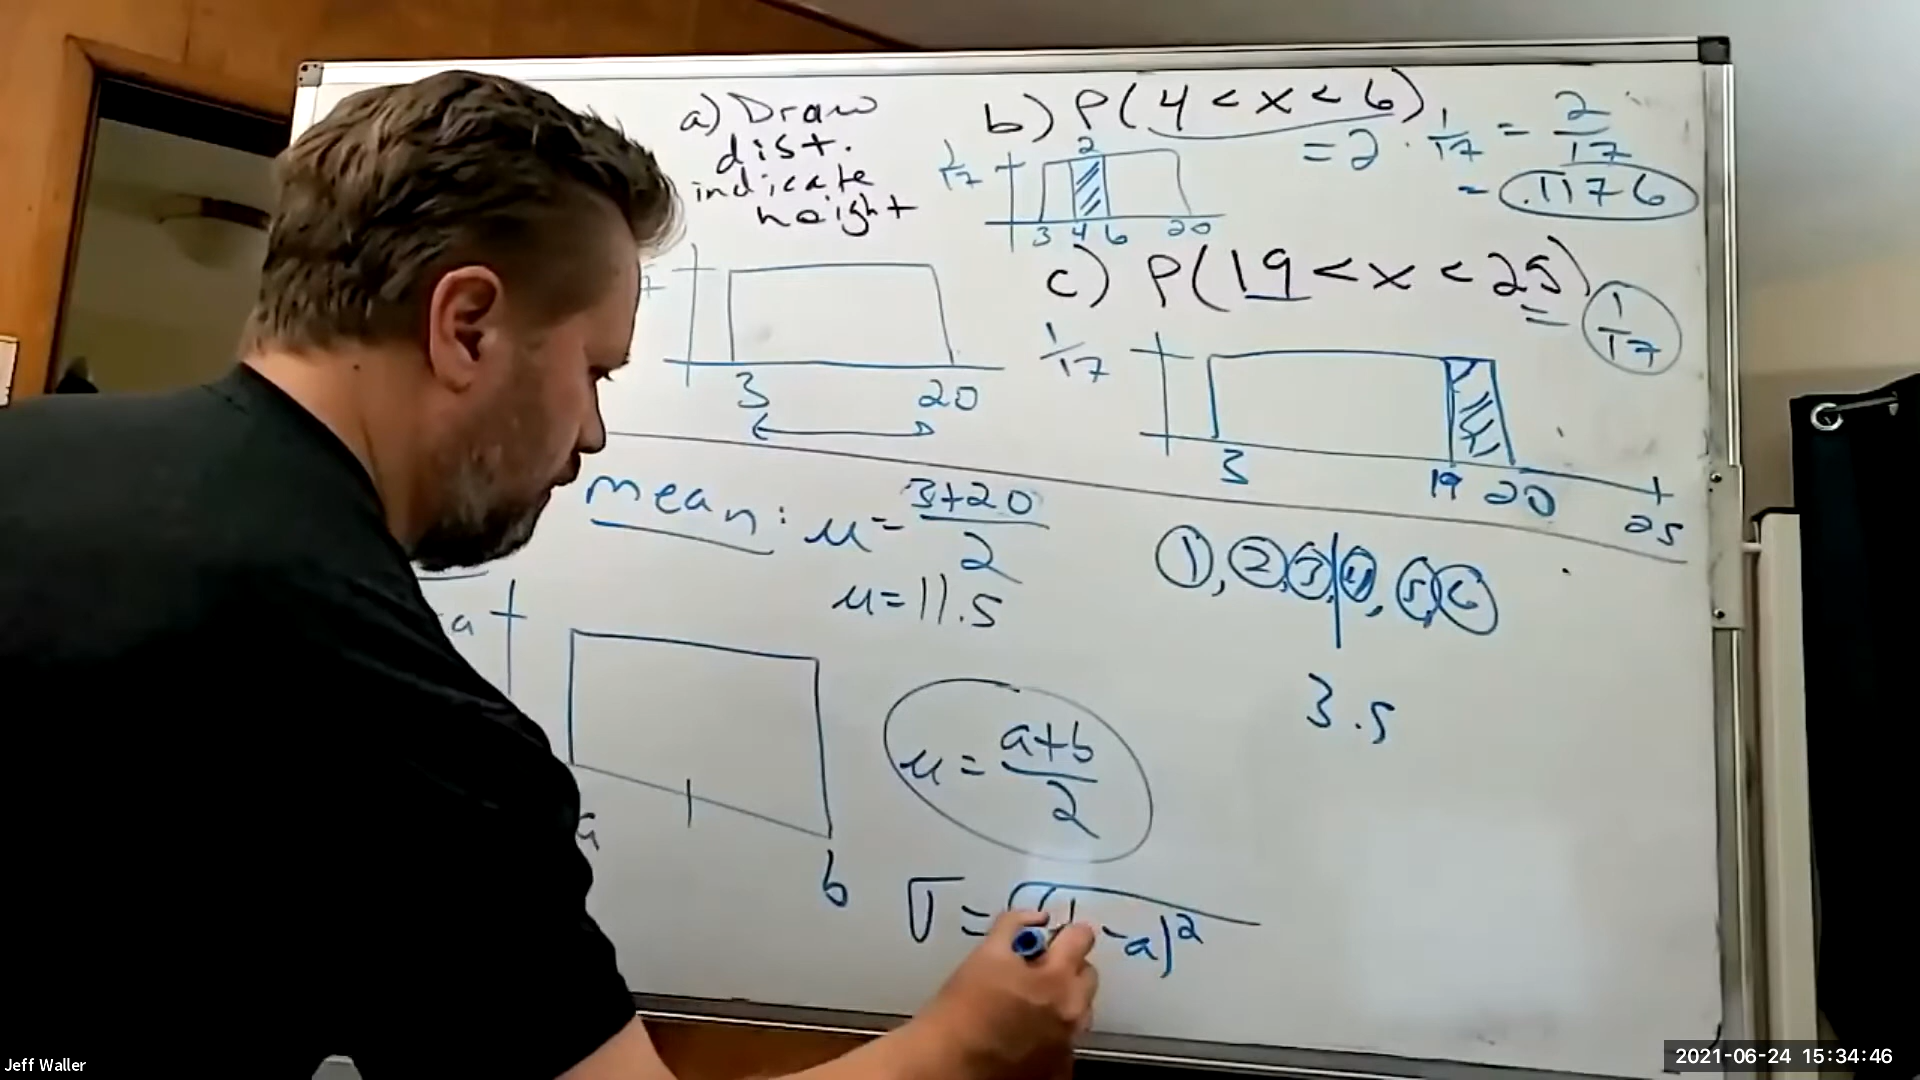 a) Draw
dist.
indicate
height
3 20
b) P(4 < x < 6)
= 2 · 1/17 = 2/17
= .1176
1/17
2
3 4 6 20
c) P(19 < x < 25) = 1/17
1/17
3 19 20 25
mean: μ = 3+20/2
μ = 11.5
1, 2, 3, 4, 5, 6
3.5
a
a b
μ = a+b/2
σ = -a)²
Jeff Waller
2021-06-24 15:34:46